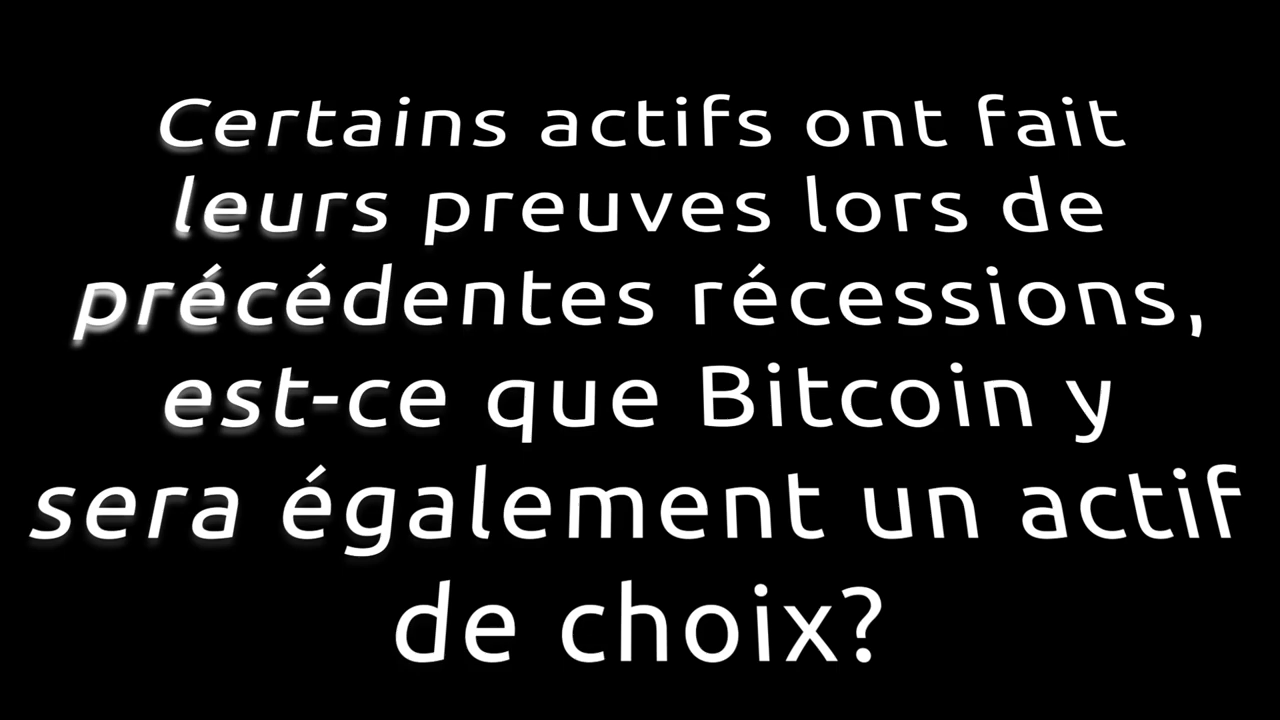 Certains actifs ont fait
leurs preuves lors de
précédentes récessions,
est-ce que Bitcoin y
sera également un actif
de choix?